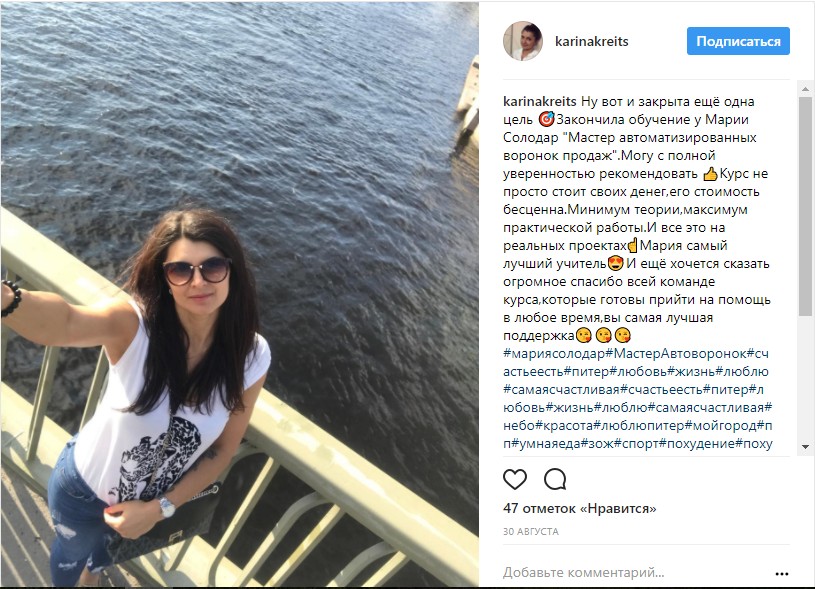 karinakreits
Подписаться
karinakreits Ну вот и закрыта ещё одна
цель 🎯Закончила обучение у Марии
Солодар "Мастер автоматизированных
воронок продаж".Могу с полной
уверенностью рекомендовать 👍Курс не
просто стоит своих денег,его стоимость
бесценна.Минимум теории,максимум
практической работы.И все это на
реальных проектах☝Мария самый
лучший учитель😍И ещё хочется сказать
огромное спасибо всей команде
курса,которые готовы прийти на помощь
в любое время,вы самая лучшая
поддержка😘😘😘
#мариясолодар#МастерАвтоворонок#сч
астьеесть#питер#любовь#жизнь#люблю
#самаясчастливая#счастьеесть#питер#л
юбовь#жизнь#люблю#самаясчастливая#
небо#красота#люблюпитер#мойгород#п
п#умнаяеда#зож#спорт#похудение#поху
47 отметок «Нравится»
30 АВГУСТА
Добавьте комментарий...